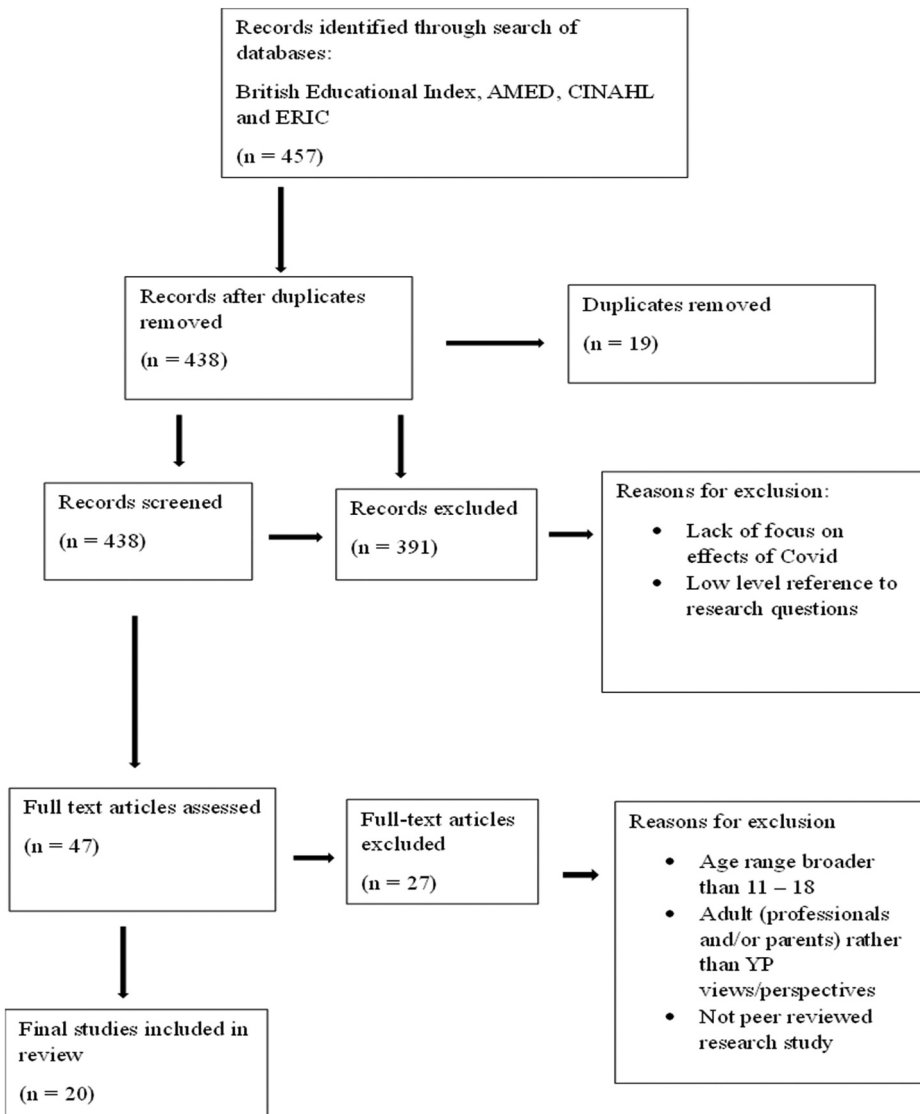 Records identified through search of
databases:
British Educational Index, AMED, CINAHL
and ERIC
(n = 457)
Records after duplicates
removed
(n = 438)
Duplicates removed
(n = 19)
Records screened
(n = 438)
Records excluded
(n = 391)
Reasons for exclusion:
• Lack of focus on
effects of Covid
• Low level reference to
research questions
Full text articles assessed
(n = 47)
Full-text articles
excluded
(n = 27)
Reasons for exclusion
• Age range broader
than 11 – 18
• Adult (professionals
and/or parents) rather
than YP
views/perspectives
• Not peer reviewed
research study
Final studies included in
review
(n = 20)